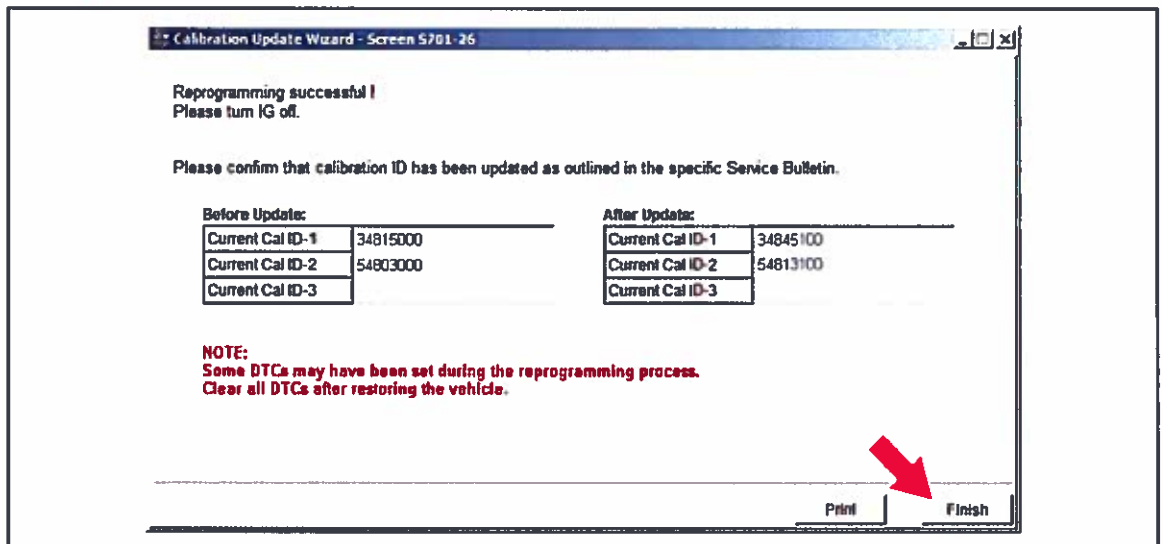 Calibration Update Wizard - Screen S701-26
Reprogramming successful !
Please turn IG off.
Please confirm that calibration ID has been updated as outlined in the specific Service Bulletin.
Before Update:
Current Cal ID-1 34815000
Current Cal ID-2 54803000
Current Cal ID-3
After Update:
Current Cal ID-1 34845100
Current Cal ID-2 54813100
Current Cal ID-3
NOTE:
Some DTCs may have been set during the reprogramming process.
Clear all DTCs after restoring the vehicle.
Print Finish